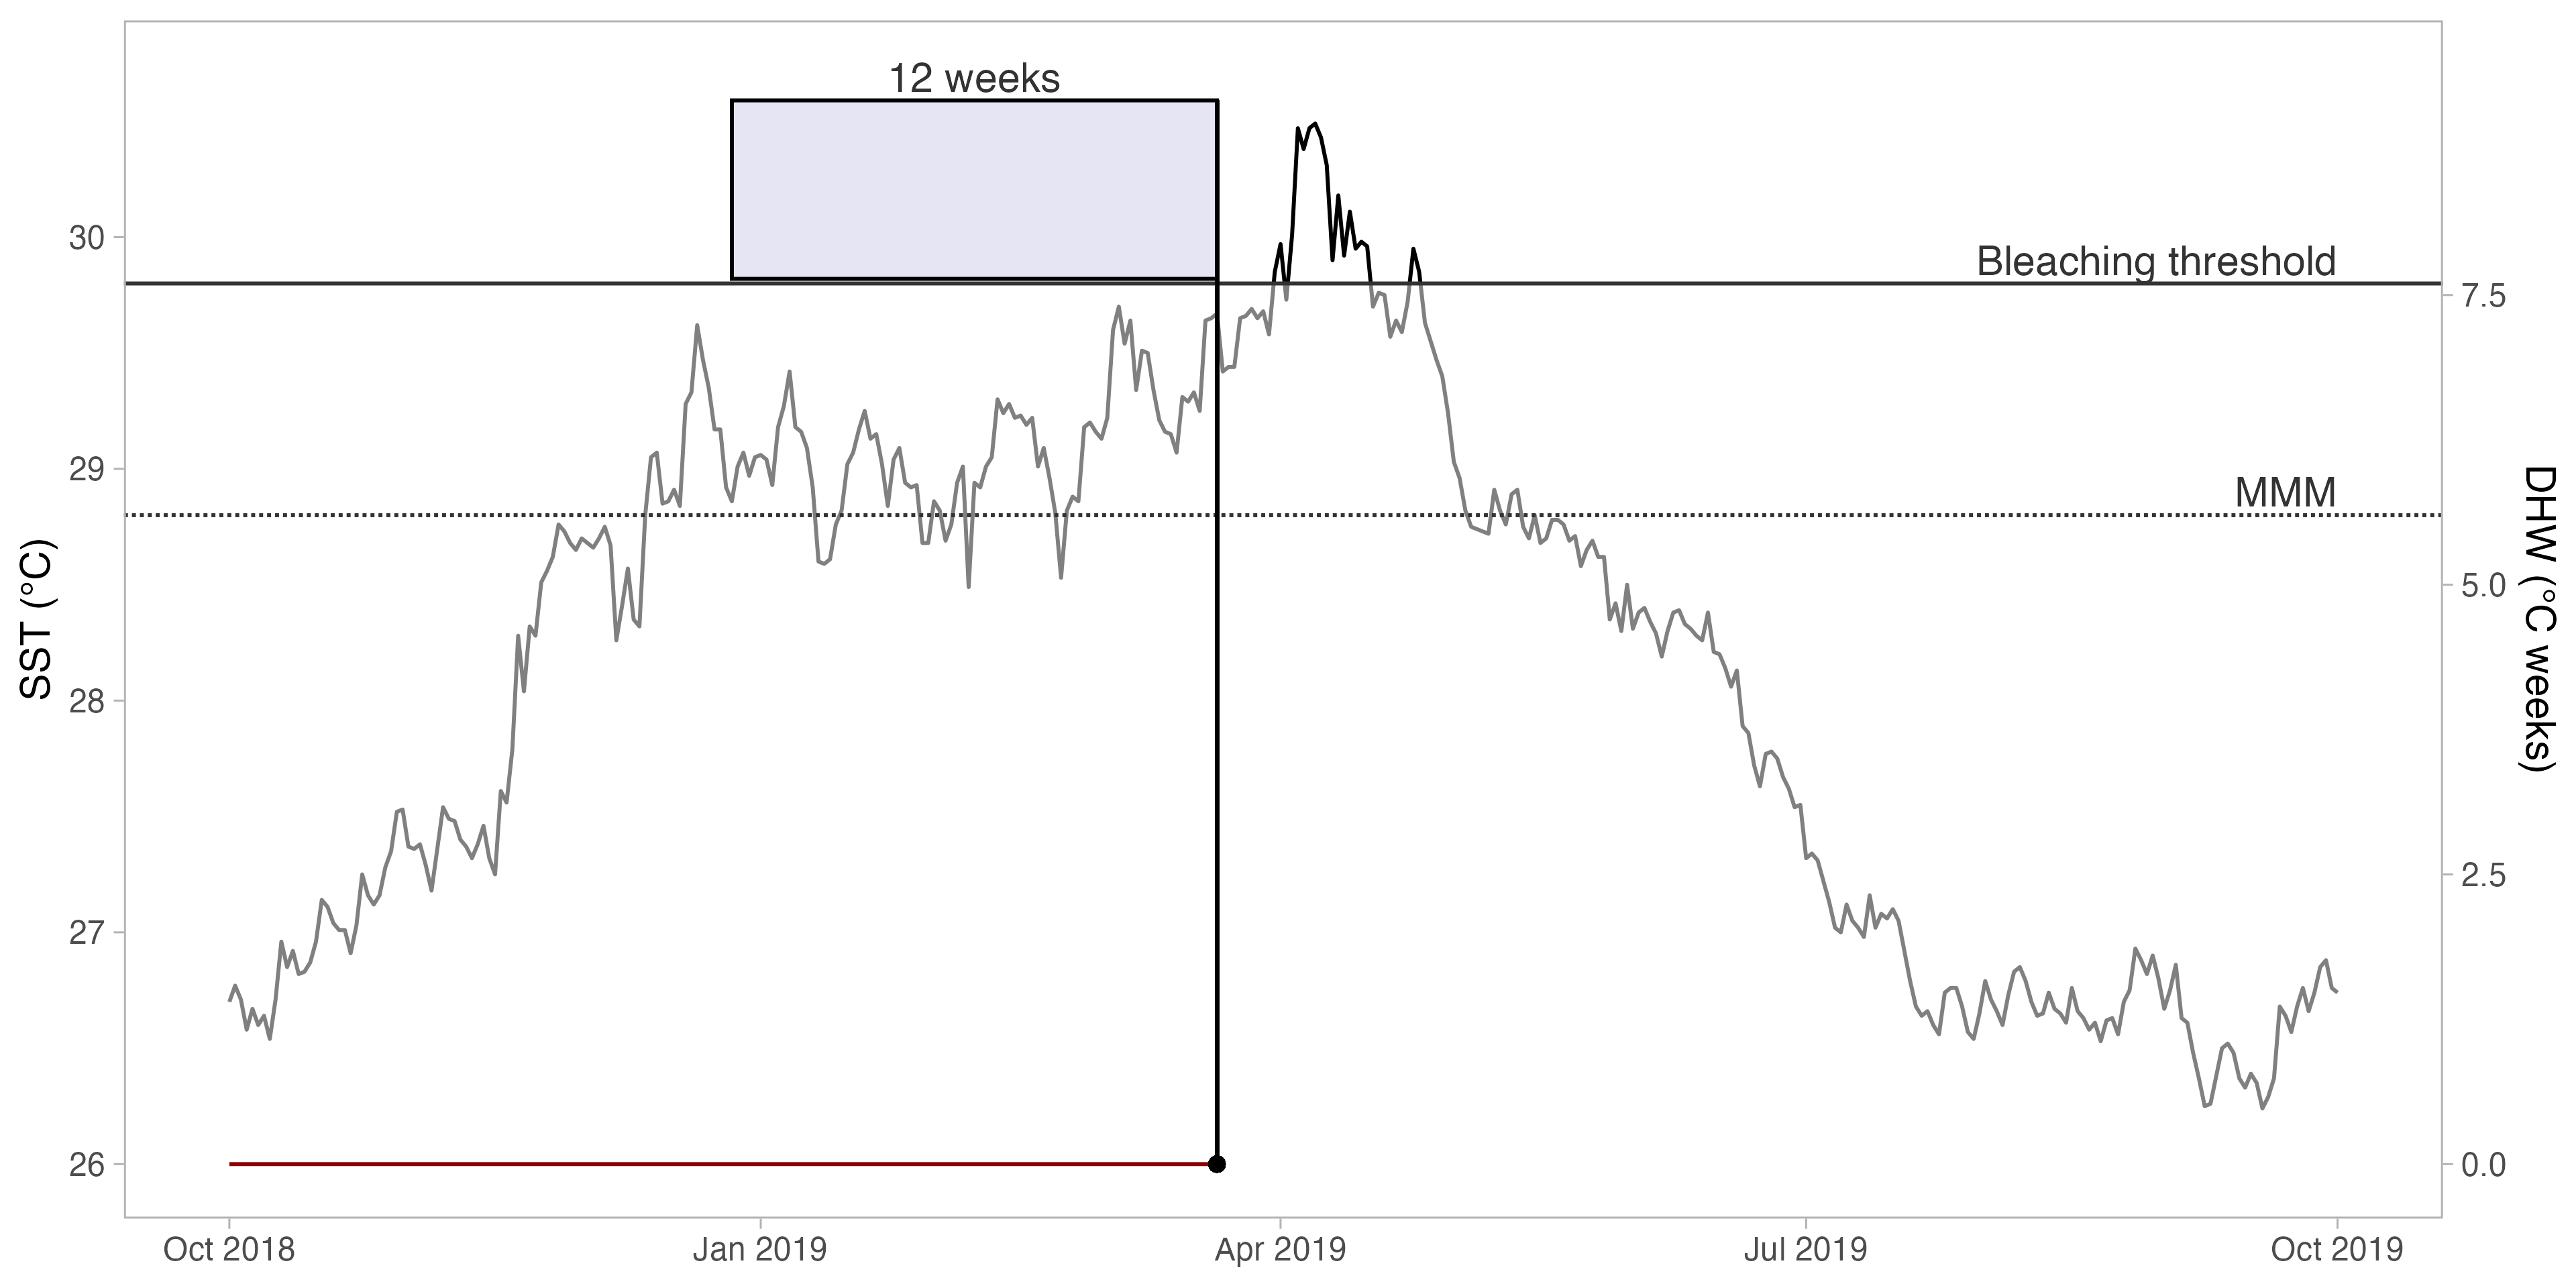 12 weeks
30
Bleaching threshold
7.5
29
MMM
SST (°C)
DHW (°C weeks)
5.0
28
2.5
27
26
0.0
Oct 2018
Jan 2019
Apr 2019
Jul 2019
Oct 2019